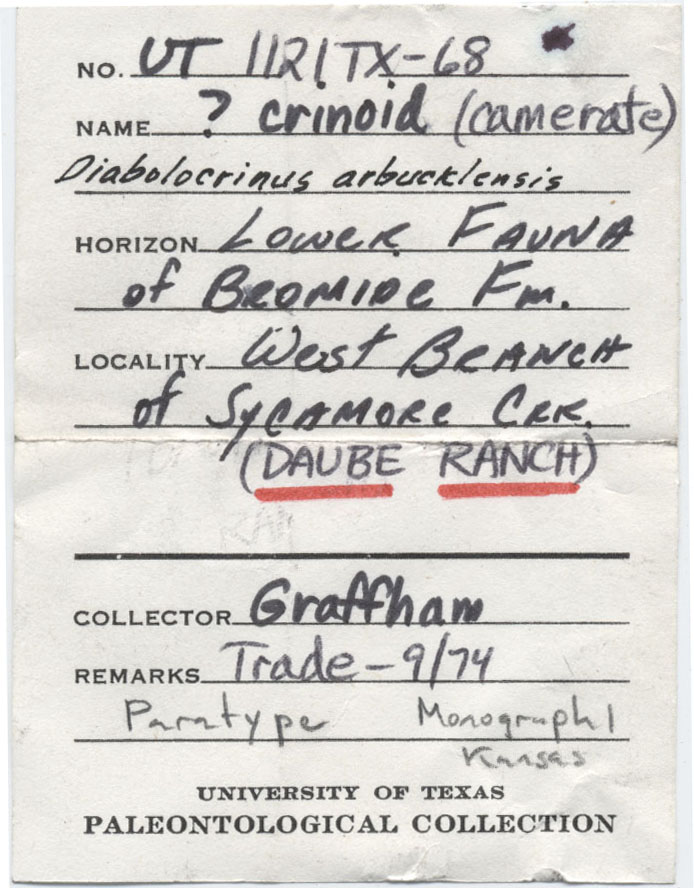 NO. UT 1121TX-68
NAME ? crinoid (camerate)
Diabolocrinus arbucklensis
HORIZON Lower Fauna
of Bromide Fm.
LOCALITY West Branch
of Sycamore Crk.
(DAUBE RANCH)
COLLECTOR Graffham
REMARKS Trade-9/74
Paratype Monograph 1
Kansas
UNIVERSITY OF TEXAS
PALEONTOLOGICAL COLLECTION